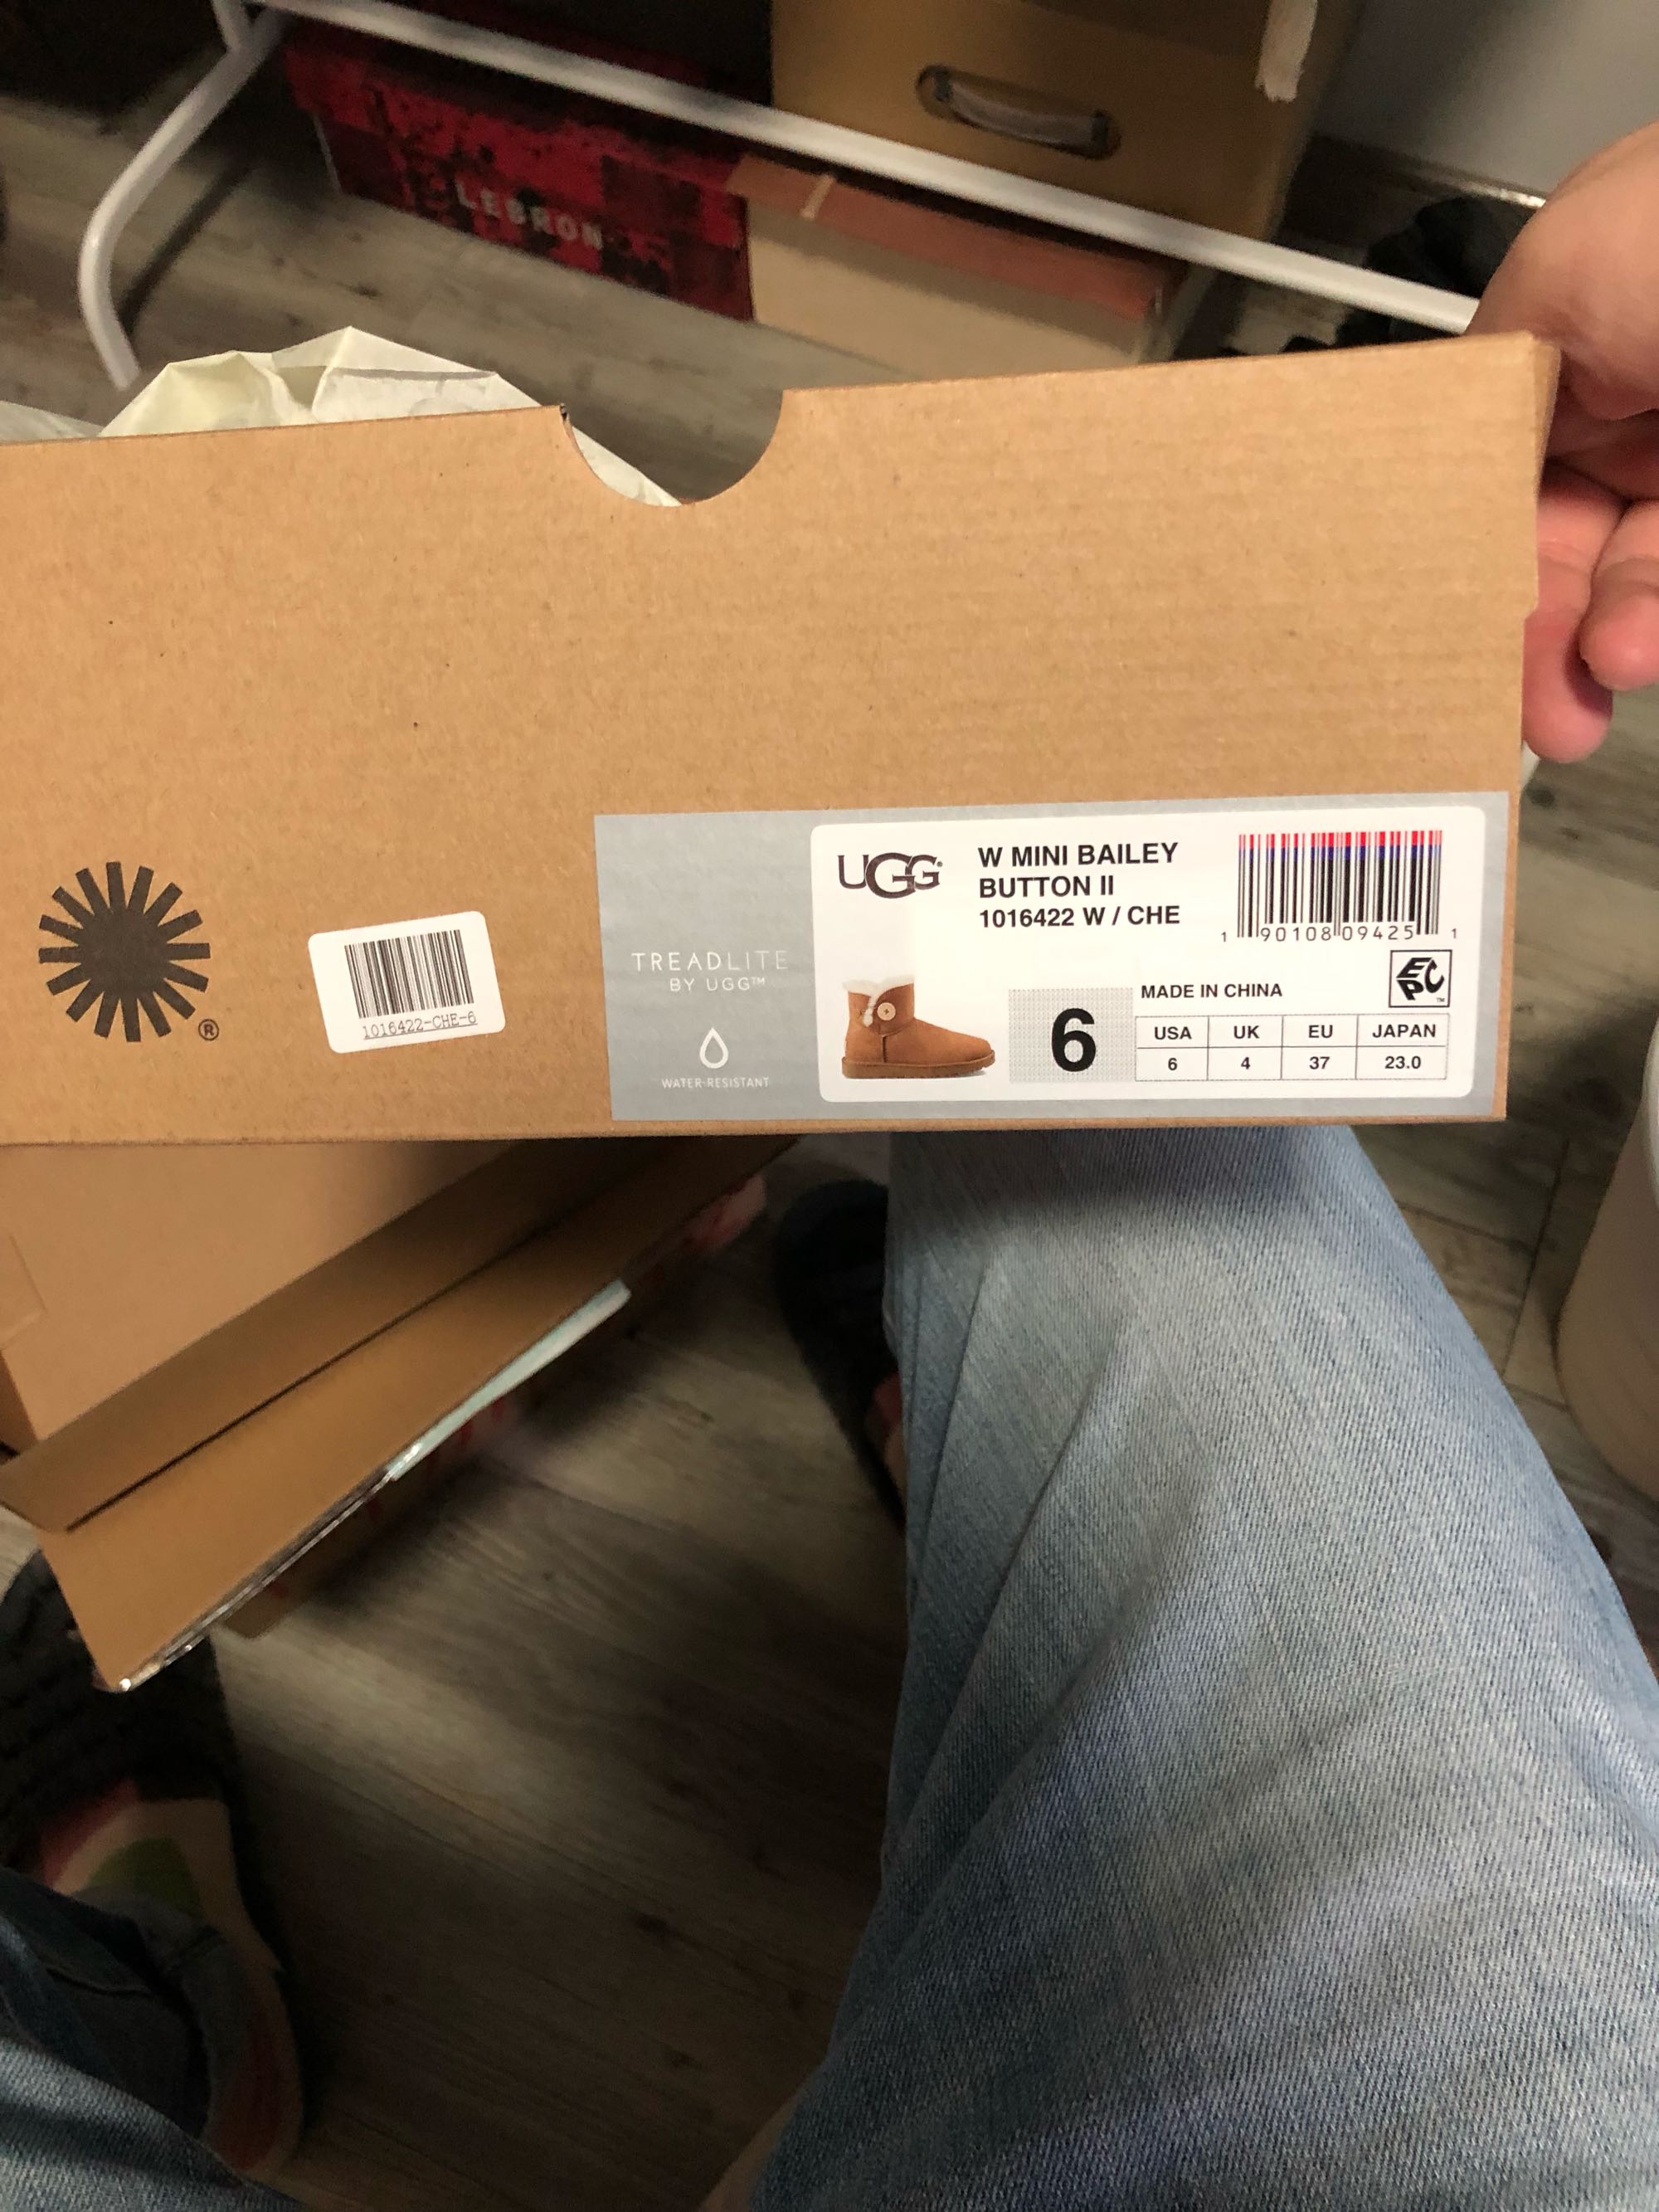 LEBRON
UGG®
W MINI BAILEY
BUTTON II
1016422 W / CHE
1 90108 09425 1
TREADLITE
BY UGG™
WATER-RESISTANT
EPC™
MADE IN CHINA
6
USA UK EU JAPAN
6 4 37 23.0
®
1016422-CHE-6